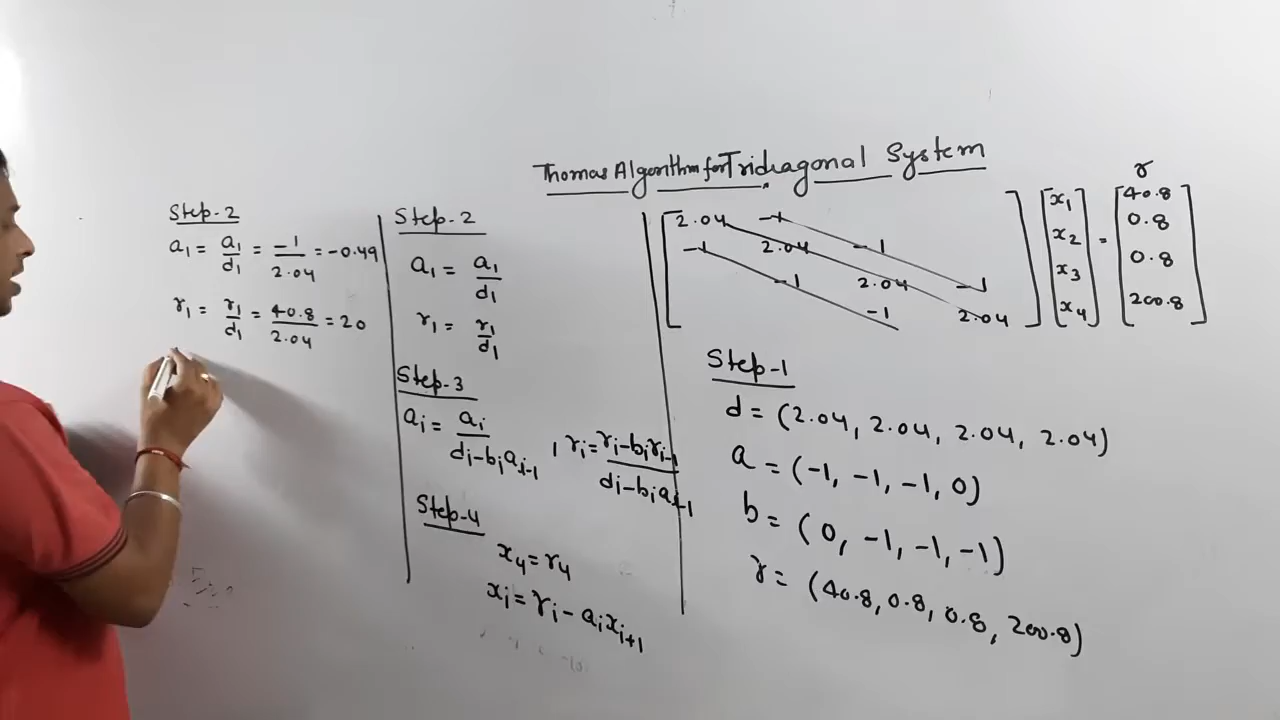 Thomas Algorithm for Tridiagonal System
2.04 -1
-1 2.04 -1
-1 2.04 -1
-1 2.04
x₁
x₂
x₃
x₄
=
r
40.8
0.8
0.8
200.8
Step-1
d = (2.04, 2.04, 2.04, 2.04)
a = (-1, -1, -1, 0)
b = (0, -1, -1, -1)
r = (40.8, 0.8, 0.8, 200.8)
Step-2
a₁ = a₁/d₁
r₁ = r₁/d₁
Step-3
aᵢ = aᵢ/(dᵢ-bᵢaᵢ₋₁) , rᵢ = (rᵢ-bᵢrᵢ₋₁)/(dᵢ-bᵢaᵢ₋₁)
Step-4
x₄ = r₄
xᵢ = rᵢ - aᵢxᵢ₊₁
Step-2
a₁ = a₁/d₁ = -1/2.04 = -0.49
r₁ = r₁/d₁ = 40.8/2.04 = 20